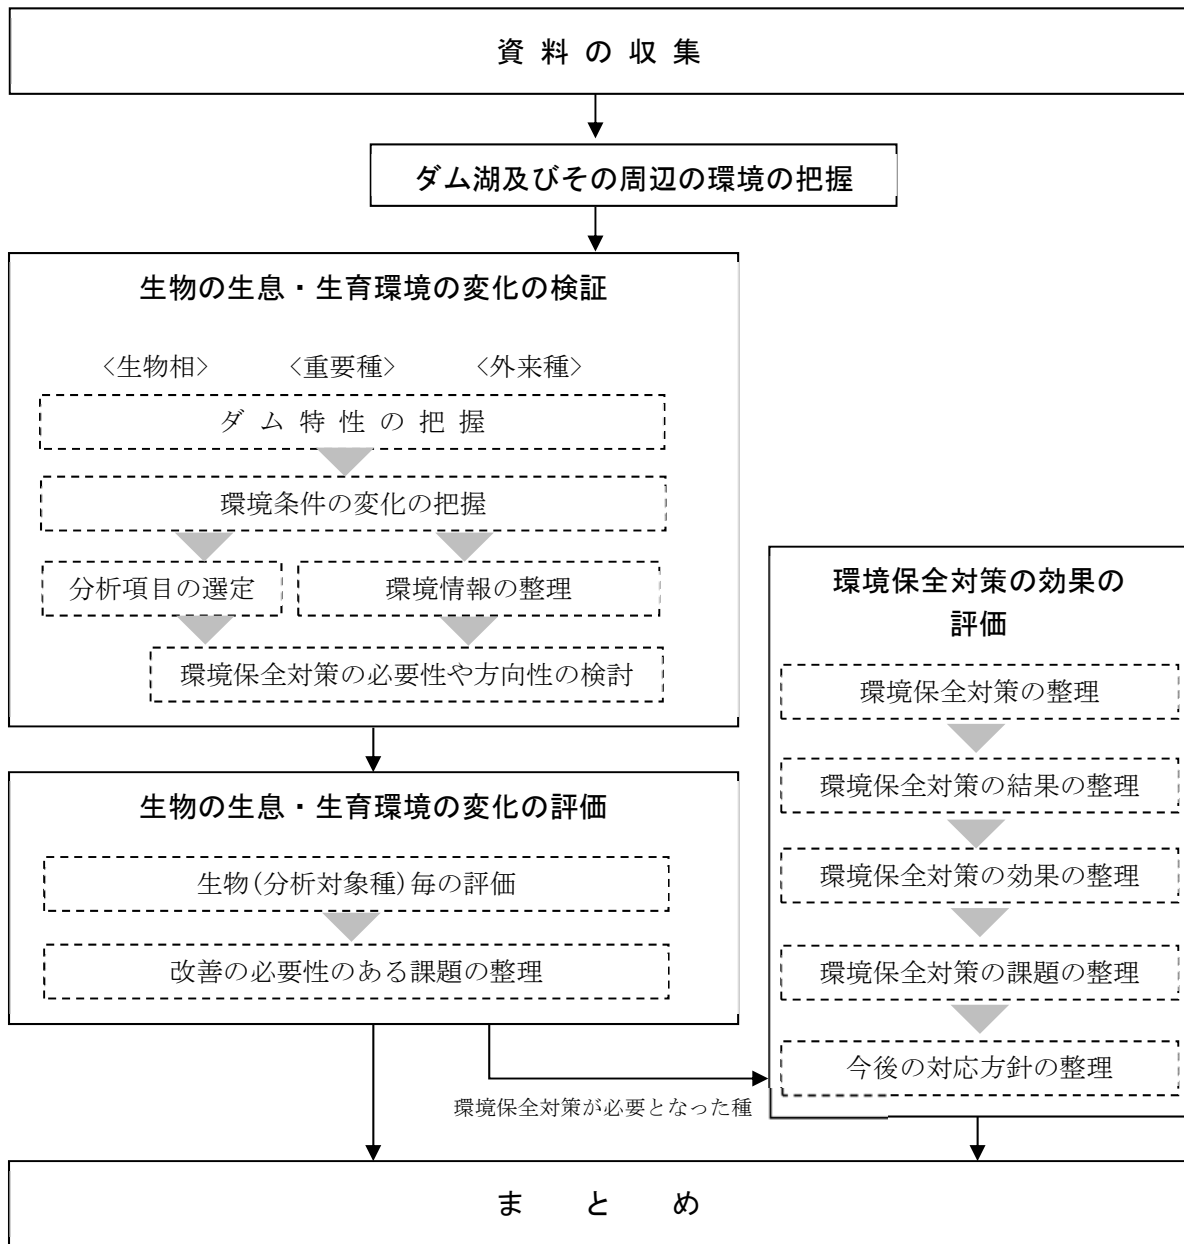 資料の収集
ダム湖及びその周辺の環境の把握
生物の生息・生育環境の変化の検証
<生物相> <重要種> <外来種>
ダム特性の把握
環境条件の変化の把握
分析項目の選定
環境情報の整理
環境保全対策の必要性や方向性の検討
生物の生息・生育環境の変化の評価
生物(分析対象種)毎の評価
改善の必要性のある課題の整理
環境保全対策が必要となった種
環境保全対策の効果の
評価
環境保全対策の整理
環境保全対策の結果の整理
環境保全対策の効果の整理
環境保全対策の課題の整理
今後の対応方針の整理
まとめ